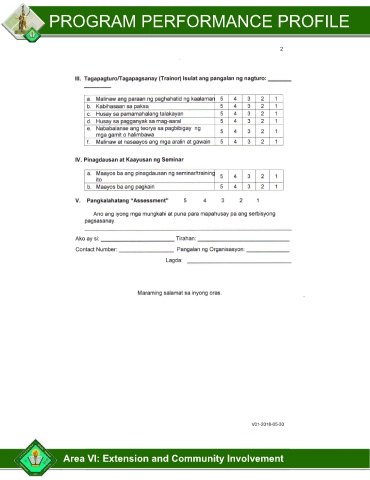 PROGRAM PERFORMANCE PROFILE
2
III. Tagapagturo/Tagapagsanay (Trainor) Isulat ang pangalan ng nagturo: _______
________
a. Malinaw ang paraan ng paghahatid ng kaalaman 5 4 3 2 1
b. Kabihasaan sa paksa 5 4 3 2 1
c. Husay sa pamamahalang talakayan 5 4 3 2 1
d. Husay sa pagganyak sa mag-aaral 5 4 3 2 1
e. Nababalanse ang teorya sa pagbibigay ng
mga gamit o halimbawa 5 4 3 2 1
f. Malinaw at nasaayos ang mga aralin at gawain 5 4 3 2 1
IV. Pinagdausan at Kaayusan ng Seminar
a. Maayos ba ang pinagdausan ng seminar/training
ito 5 4 3 2 1
b. Maayos ba ang pagkain 5 4 3 2 1
V. Pangkalahatang "Assessment" 5 4 3 2 1
Ano ang iyong mga mungkahi at puna para mapahusay pa ang serbisyong
pagsasanay.
Ako ay si: ____________________ Tirahan: ____________________
Contact Number: ________________ Pangalan ng Organisasyon: ____________
Lagda: ____________________
Maraming salamat sa inyong oras.
V01-2018-05-30
Area VI: Extension and Community Involvement